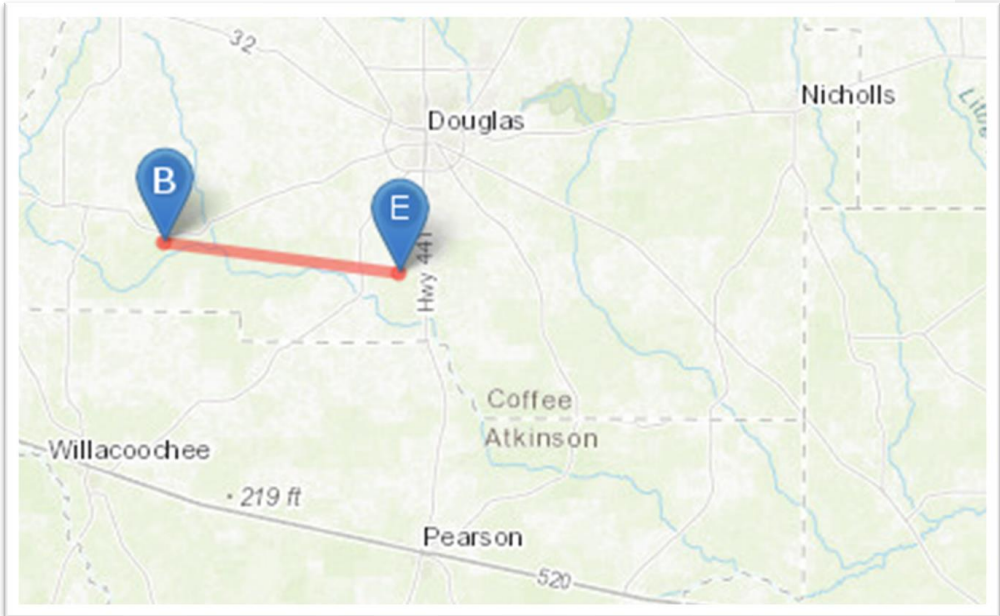 32
Nicholls
Douglas
B
E
Hwy 441
Coffee
Atkinson
Willacoochee
219 ft
Pearson
520